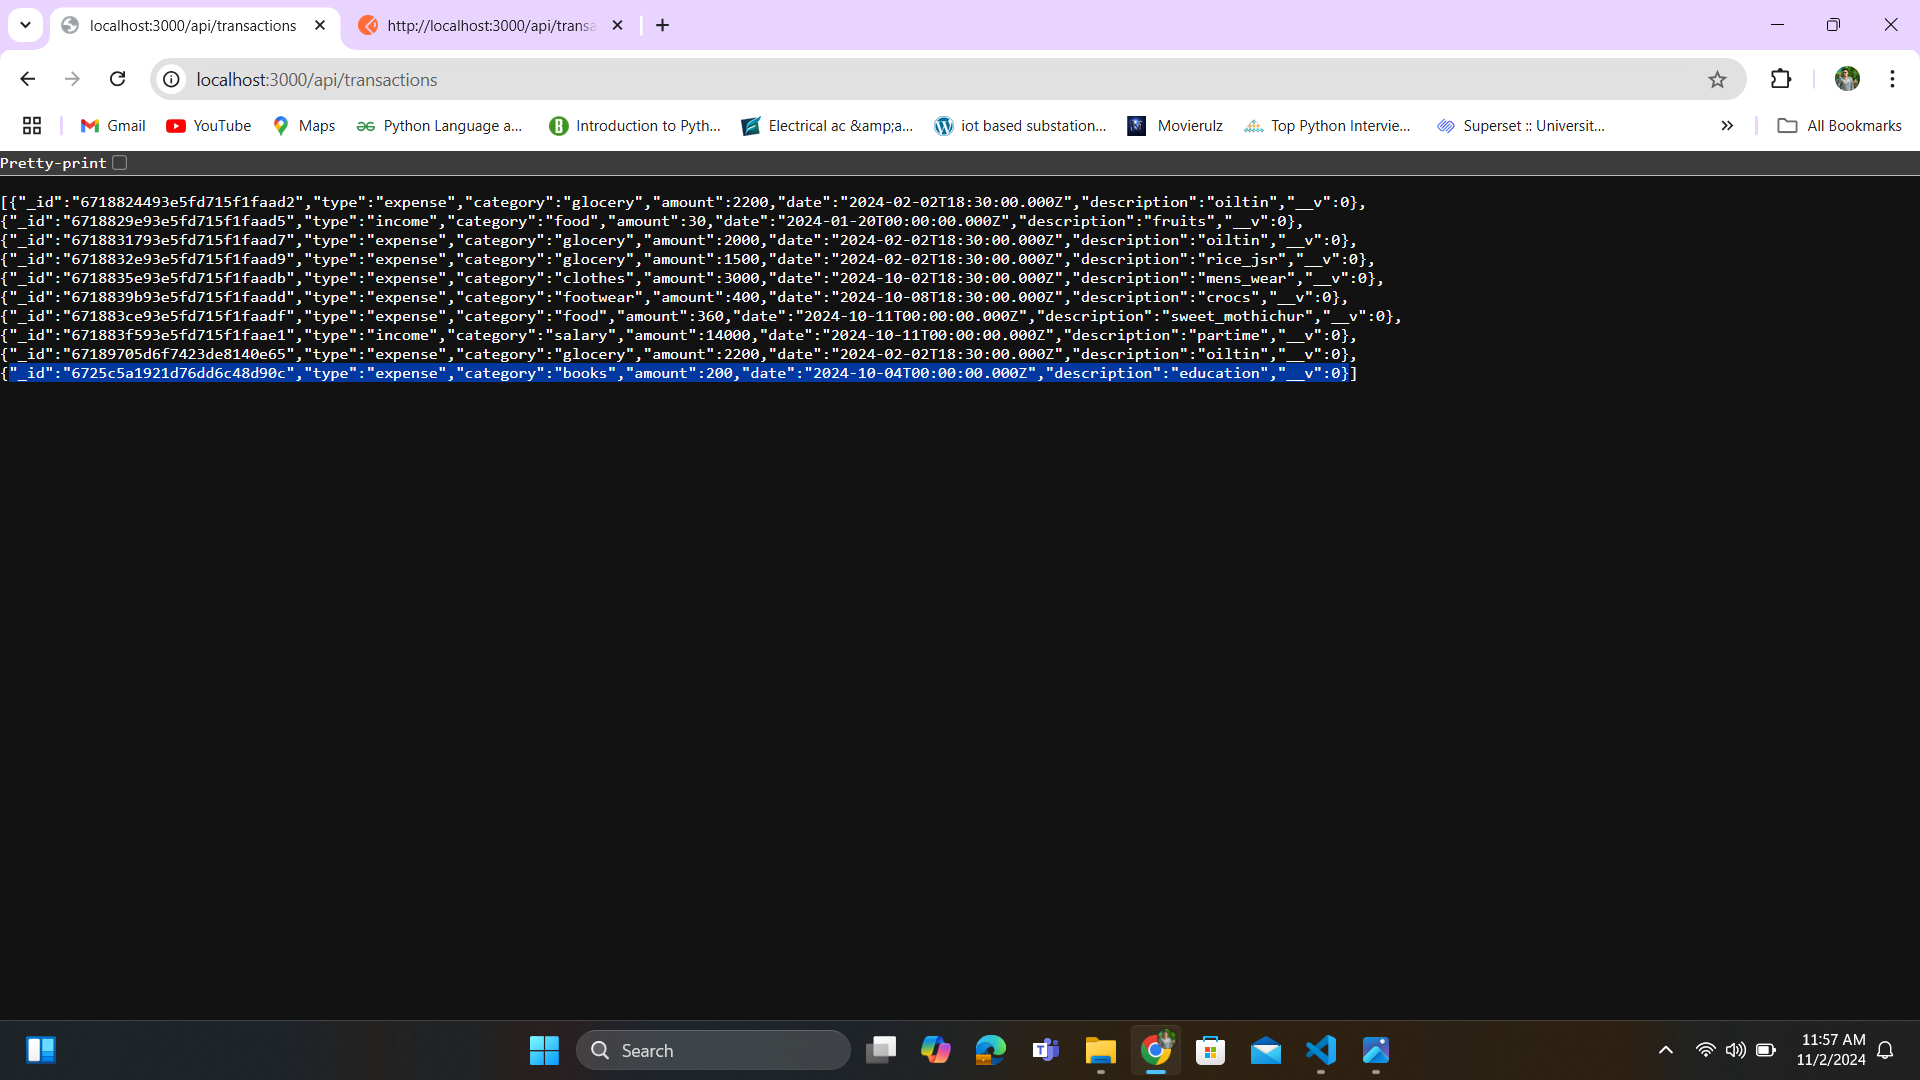 localhost:3000/api/transactions
http://localhost:3000/api/transa
localhost:3000/api/transactions
Gmail YouTube Maps Python Language a... Introduction to Pyth... Electrical ac &amp;a... iot based substation... Movierulz Top Python Intervie... Superset :: Universit... All Bookmarks
Pretty-print
[{"_id":"6718824493e5fd715f1faad2","type":"expense","category":"glocery","amount":2200,"date":"2024-02-02T18:30:00.000Z","description":"oiltin","__v":0},
{"_id":"6718829e93e5fd715f1faad5","type":"income","category":"food","amount":30,"date":"2024-01-20T00:00:00.000Z","description":"fruits","__v":0},
{"_id":"6718831793e5fd715f1faad7","type":"expense","category":"glocery","amount":2000,"date":"2024-02-02T18:30:00.000Z","description":"oiltin","__v":0},
{"_id":"6718832e93e5fd715f1faad9","type":"expense","category":"glocery","amount":1500,"date":"2024-02-02T18:30:00.000Z","description":"rice_jsr","__v":0},
{"_id":"6718835e93e5fd715f1faadb","type":"expense","category":"clothes","amount":3000,"date":"2024-10-02T18:30:00.000Z","description":"mens_wear","__v":0},
{"_id":"6718839b93e5fd715f1faadd","type":"expense","category":"footwear","amount":400,"date":"2024-10-08T18:30:00.000Z","description":"crocs","__v":0},
{"_id":"671883ce93e5fd715f1faadf","type":"expense","category":"food","amount":360,"date":"2024-10-11T00:00:00.000Z","description":"sweet_mothichur","__v":0},
{"_id":"671883f593e5fd715f1faae1","type":"income","category":"salary","amount":14000,"date":"2024-10-11T00:00:00.000Z","description":"partime","__v":0},
{"_id":"67189705d6f7423de8140e65","type":"expense","category":"glocery","amount":2200,"date":"2024-02-02T18:30:00.000Z","description":"oiltin","__v":0},
{"_id":"6725c5a1921d76dd6c48d90c","type":"expense","category":"books","amount":200,"date":"2024-10-04T00:00:00.000Z","description":"education","__v":0}]
Search
11:57 AM
11/2/2024